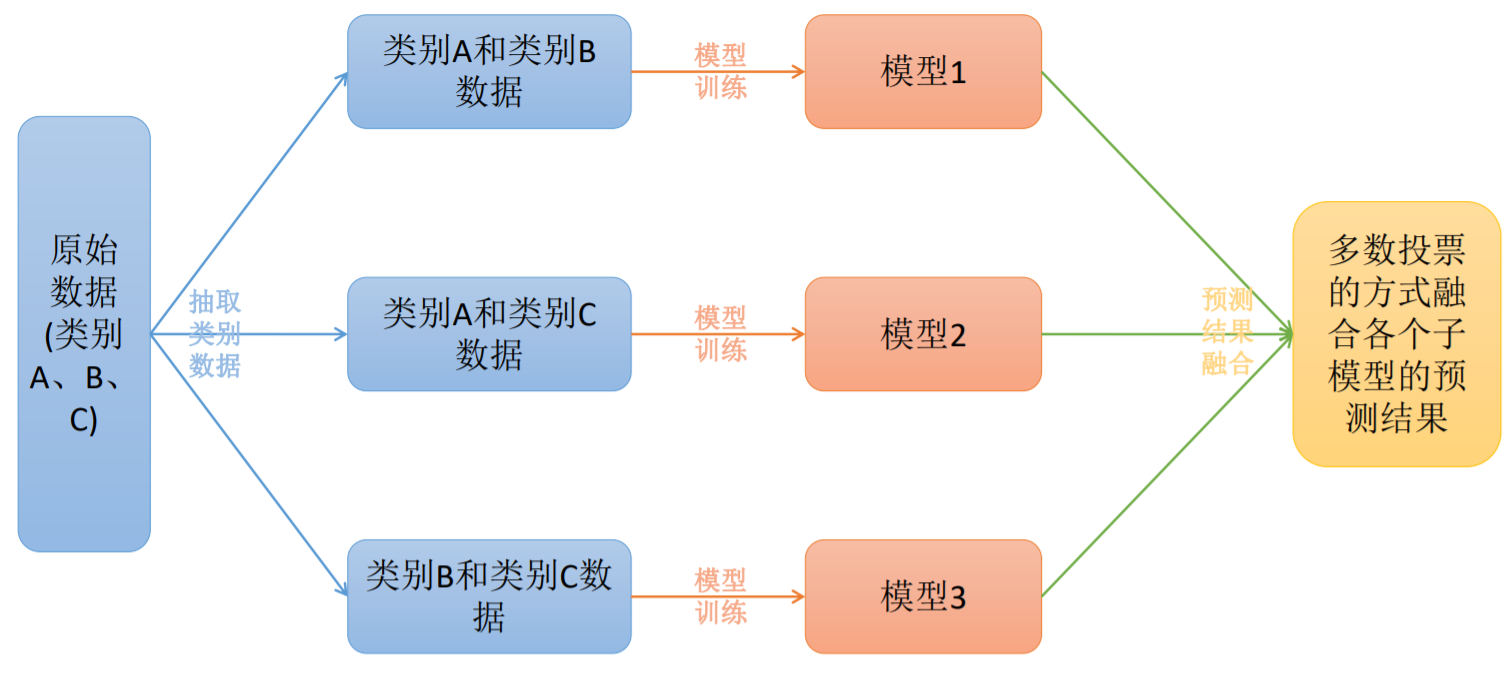 原始
数据
(类别
A、B、
C)
抽取
类别
数据
类别A和类别B
数据
模型
训练
模型1
类别A和类别C
数据
模型
训练
模型2
类别B和类别C数
据
模型
训练
模型3
预测
结果
融合
多数投票
的方式融
合各个子
模型的预
测结果